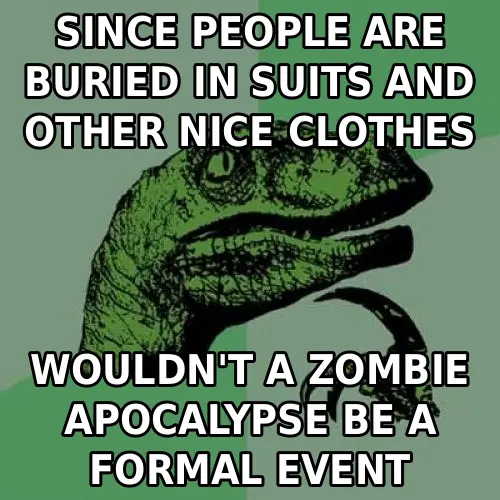 SINCE PEOPLE ARE
BURIED IN SUITS AND
OTHER NICE CLOTHES
WOULDN'T A ZOMBIE
APOCALYPSE BE A
FORMAL EVENT